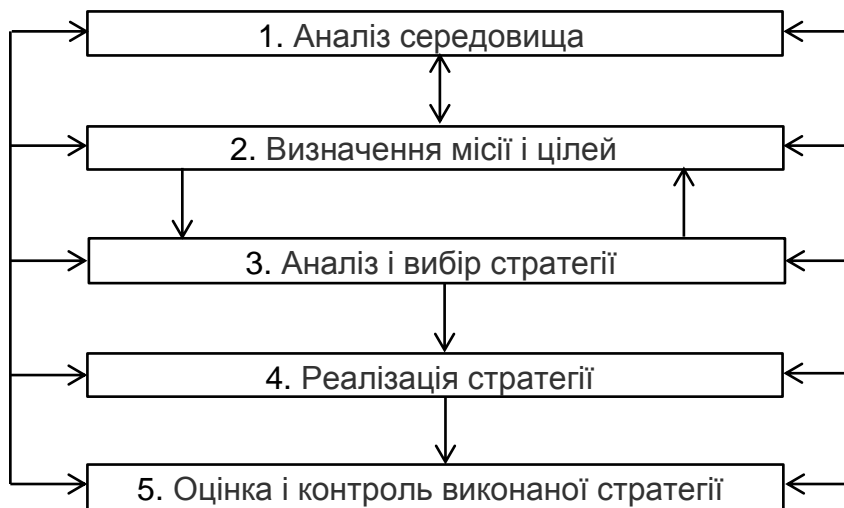 1. Аналіз середовища
2. Визначення місії і цілей
3. Аналіз і вибір стратегії
4. Реалізація стратегії
5. Оцінка і контроль виконаної стратегії